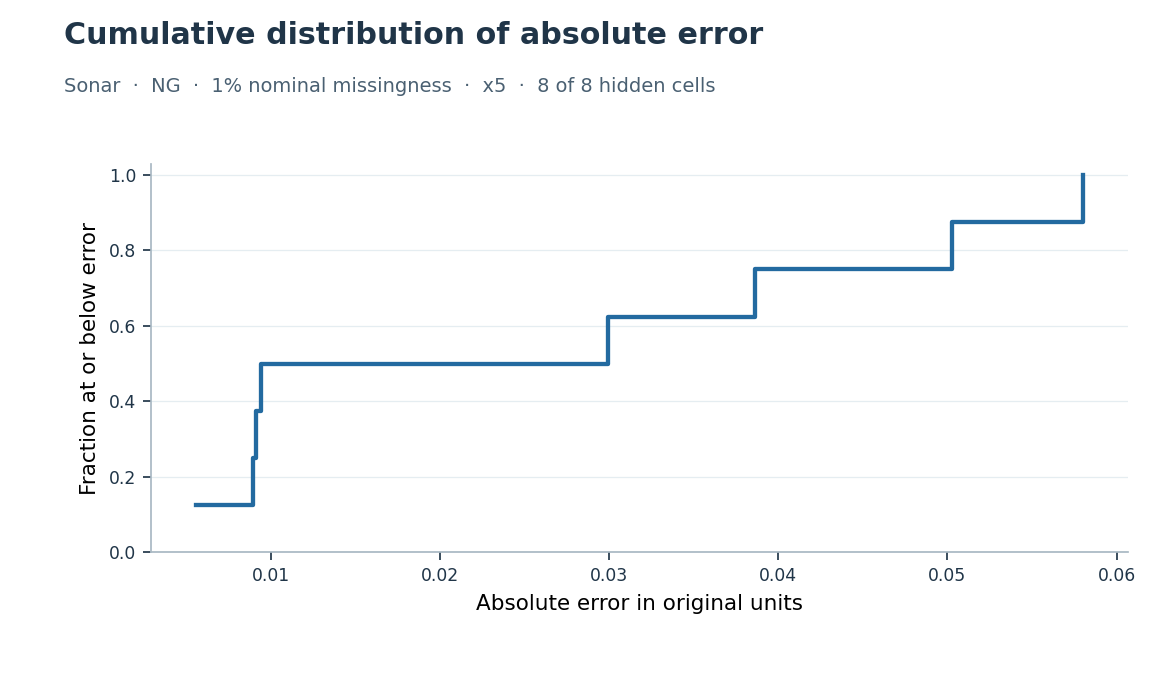 Cumulative distribution of absolute error
Sonar · NG · 1% nominal missingness · x5 · 8 of 8 hidden cells
Fraction at or below error
1.0
0.8
0.6
0.4
0.2
0.0
0.01 0.02 0.03 0.04 0.05 0.06
Absolute error in original units